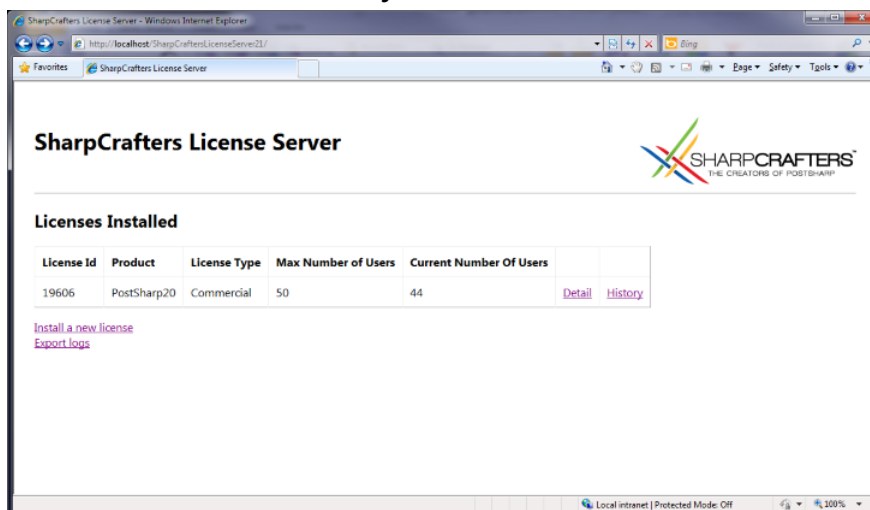 SharpCrafters License Server - Windows Internet Explorer
http://localhost/SharpCraftersLicenseServer21/
Bing
Favorites
SharpCrafters License Server
Page
Safety
Tools
SharpCrafters License Server
SHARPCRAFTERS™
THE CREATORS OF POSTSHARP
Licenses Installed
License Id Product License Type Max Number of Users Current Number Of Users
19606 PostSharp20 Commercial 50 44 Detail History
Install a new license
Export logs
Local intranet | Protected Mode: Off
100%